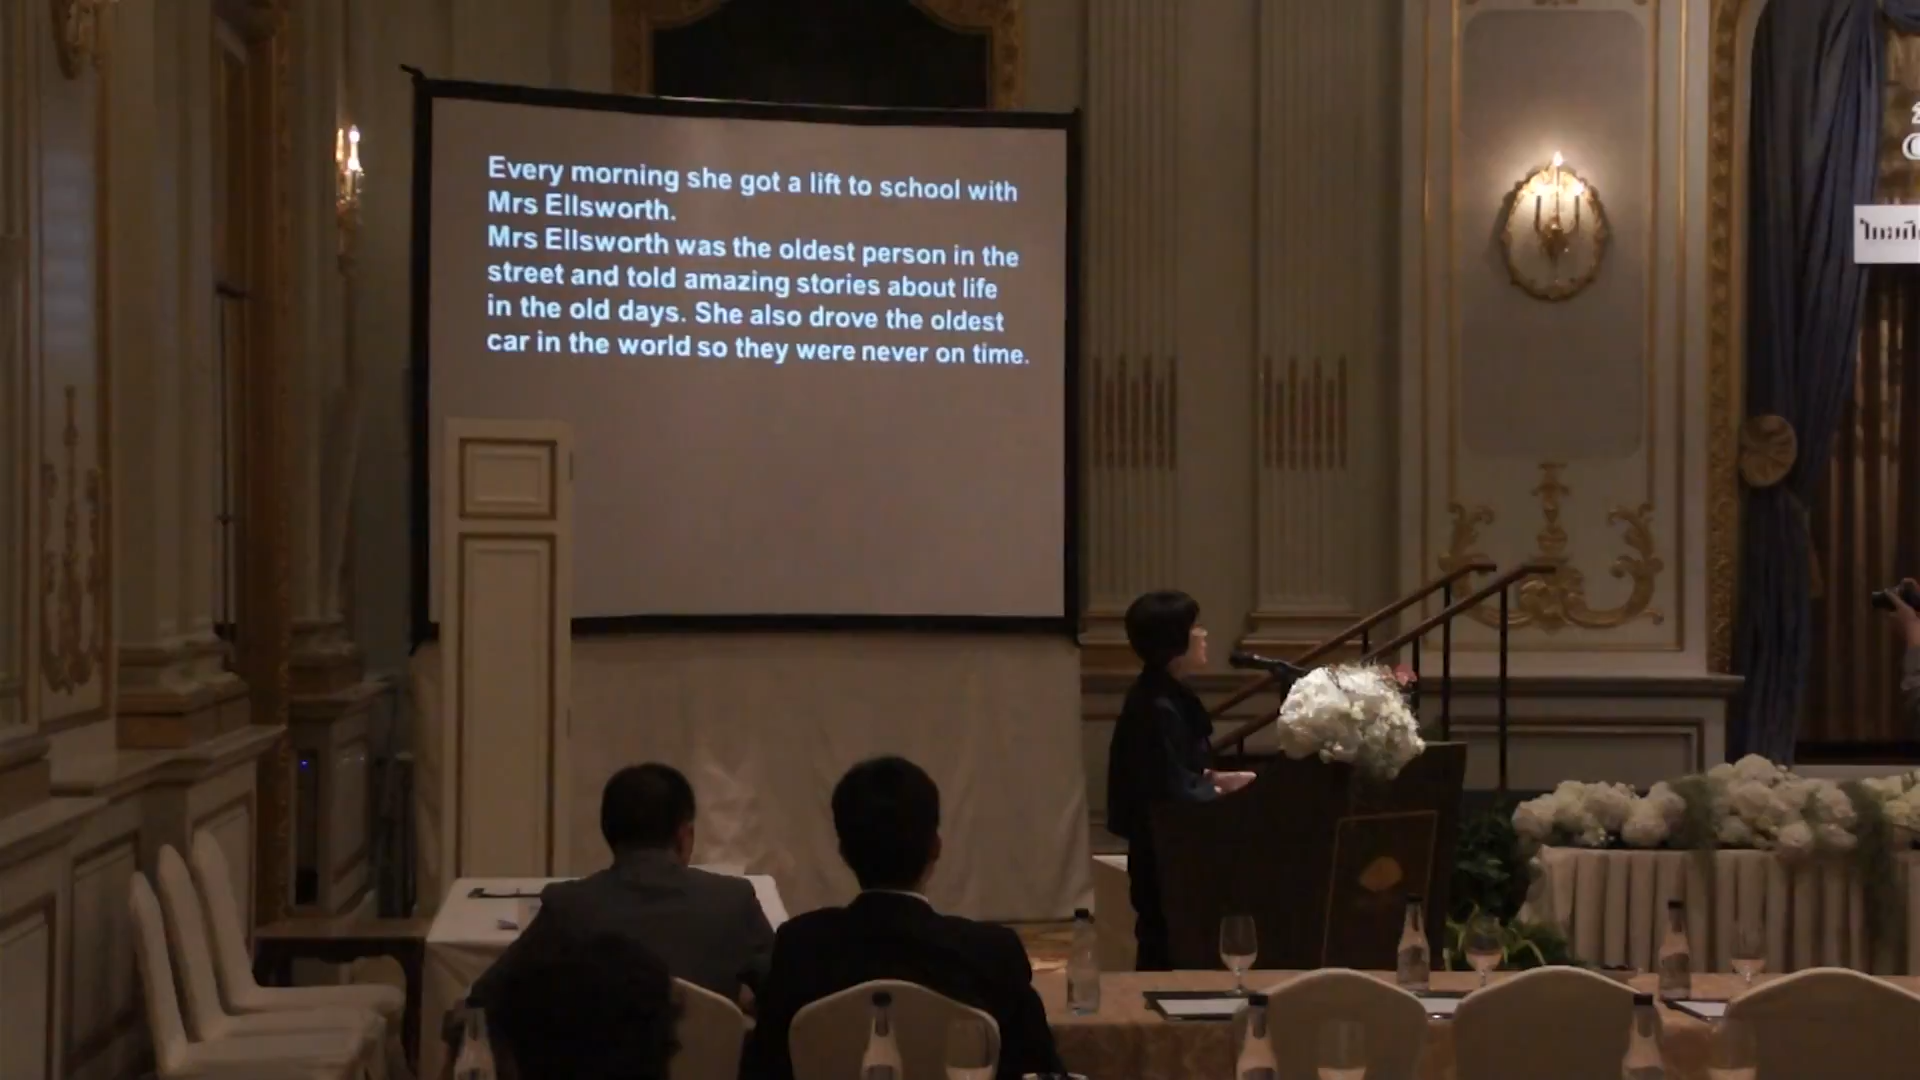 Every morning she got a lift to school with
Mrs Ellsworth.
Mrs Ellsworth was the oldest person in the
street and told amazing stories about life
in the old days. She also drove the oldest
car in the world so they were never on time.